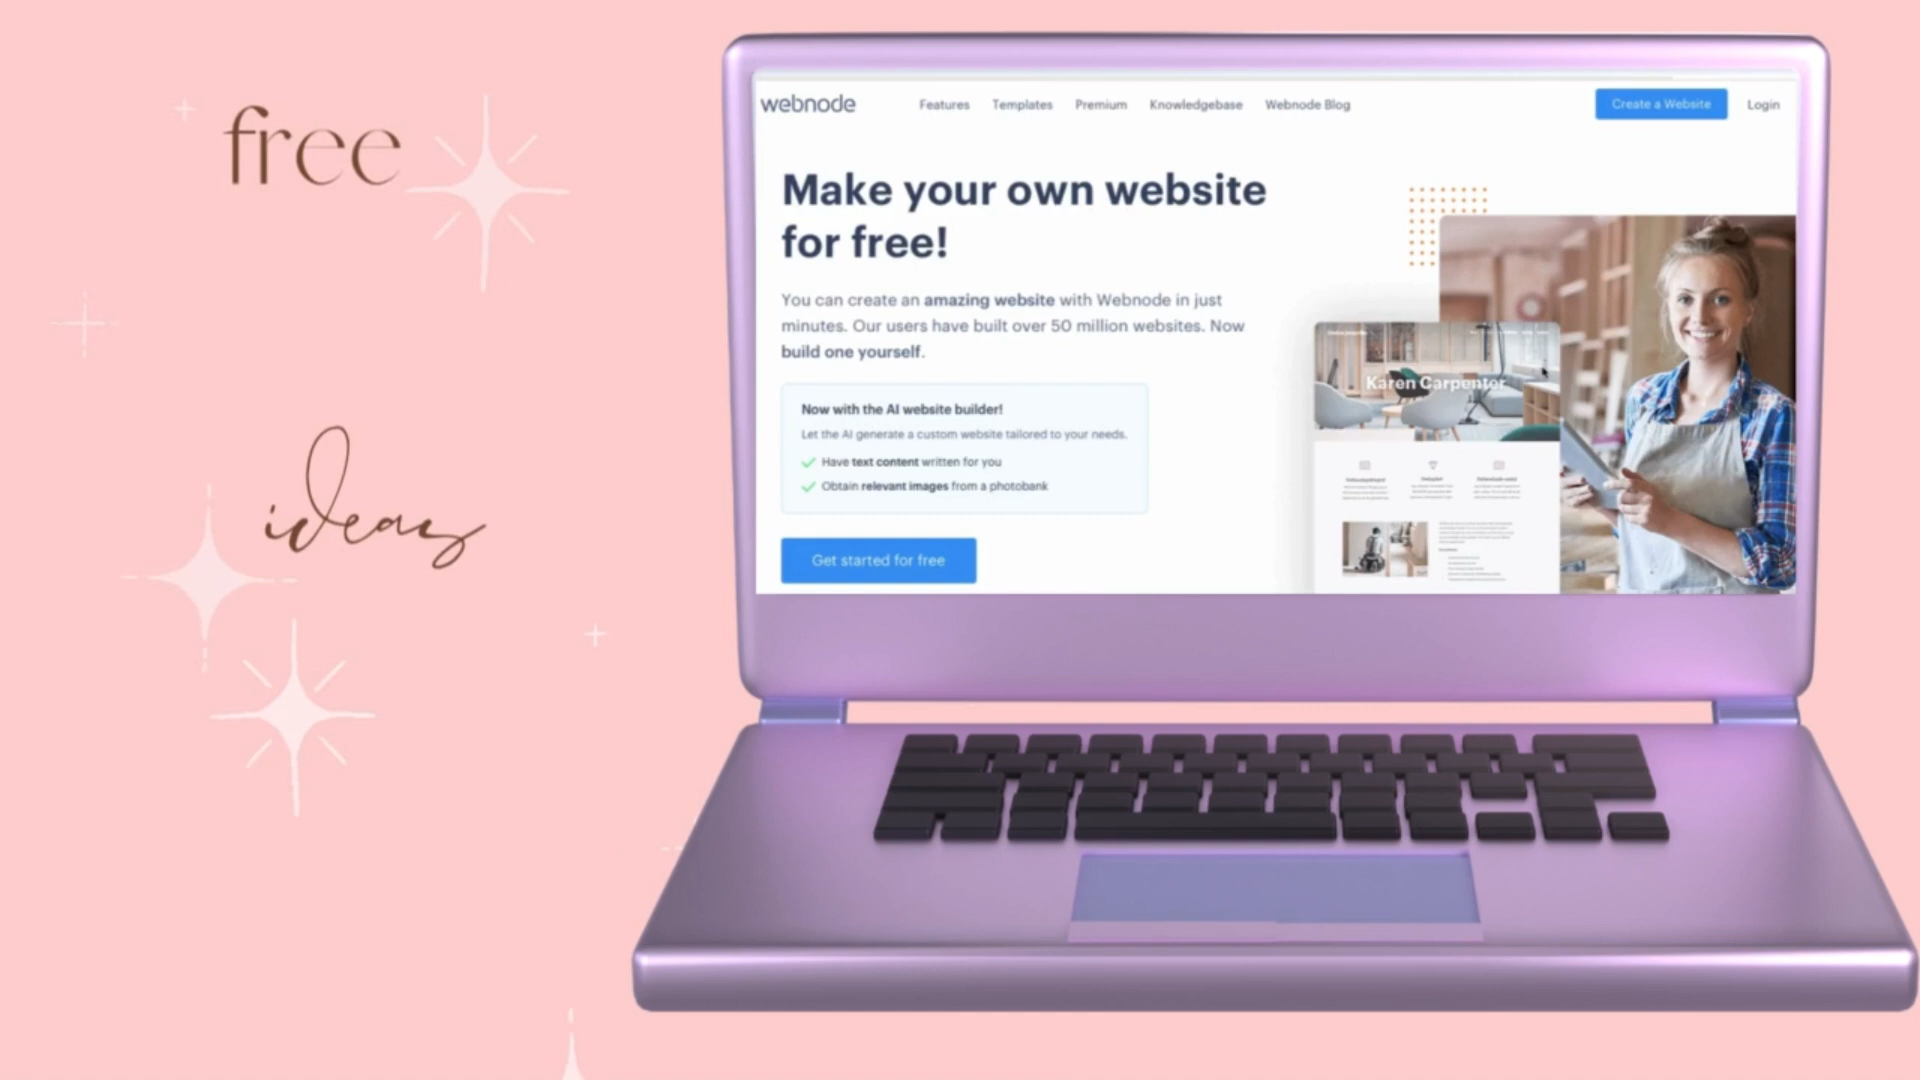 free
ideas
webnode
Features Templates Premium Knowledgebase Webnode Blog
Create a Website Login
Make your own website
for free!
You can create an amazing website with Webnode in just
minutes. Our users have built over 50 million websites. Now
build one yourself.
Now with the AI website builder!
Let the AI generate a custom website tailored to your needs.
Have text content written for you
Obtain relevant images from a photobank
Get started for free
Karen Carpenter